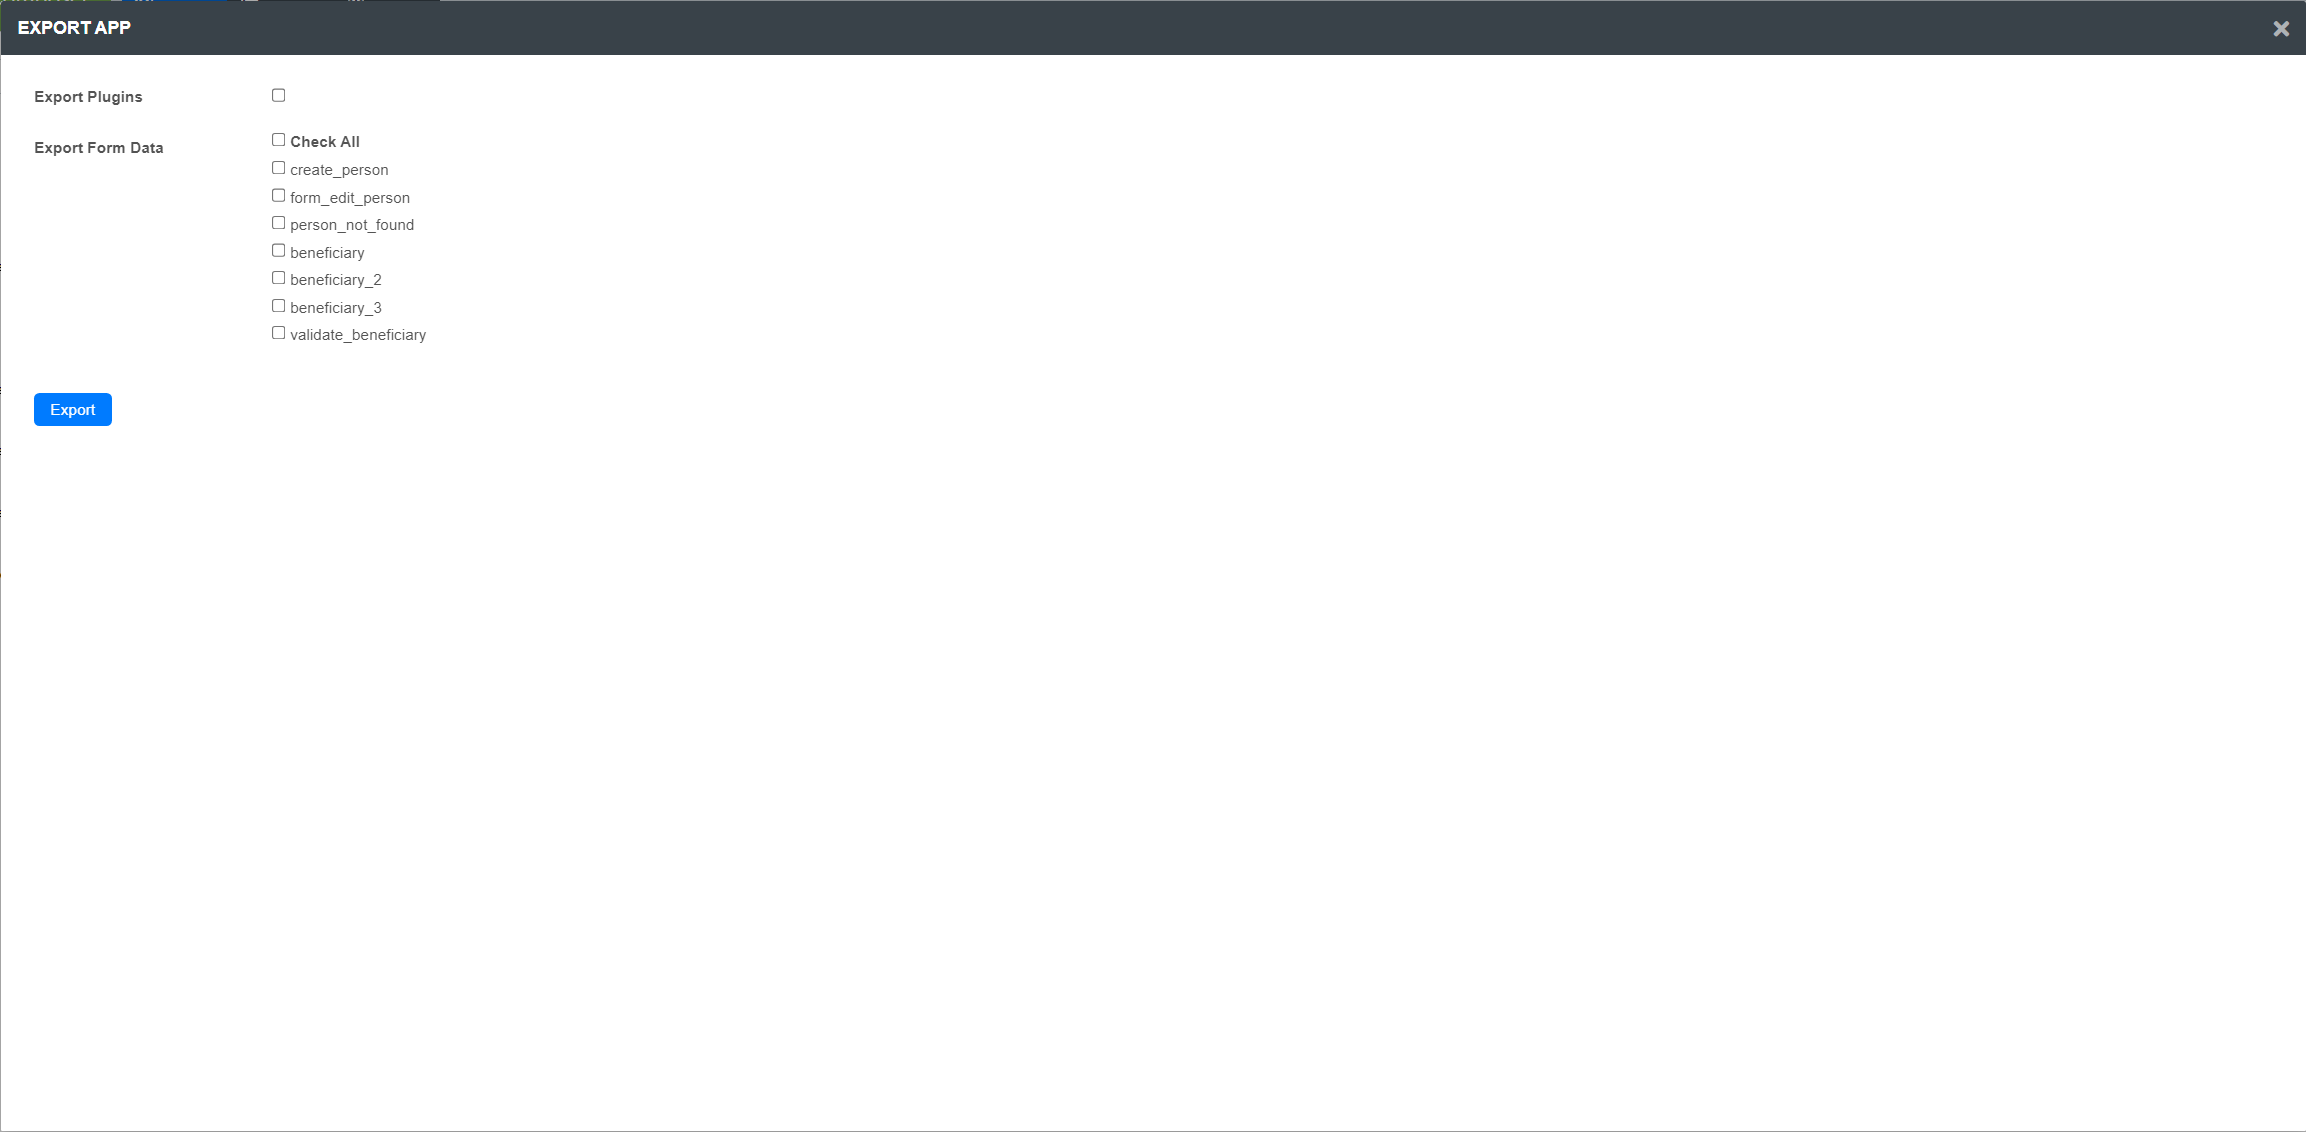 EXPORT APP
Export Plugins
Export Form Data
Check All
create_person
form_edit_person
person_not_found
beneficiary
beneficiary_2
beneficiary_3
validate_beneficiary
Export